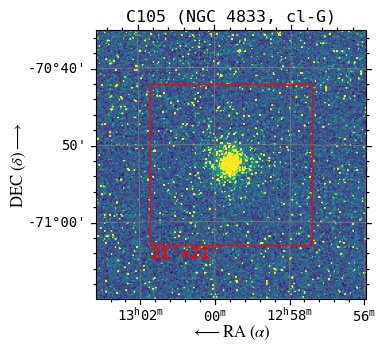 C105 (NGC 4833, cl-G)
-70°40'
50'
-71°00'
DEC (δ)⟶
21'×21'
13ʰ02ᵐ 00ᵐ 12ʰ58ᵐ 56ᵐ
⟵RA (α)